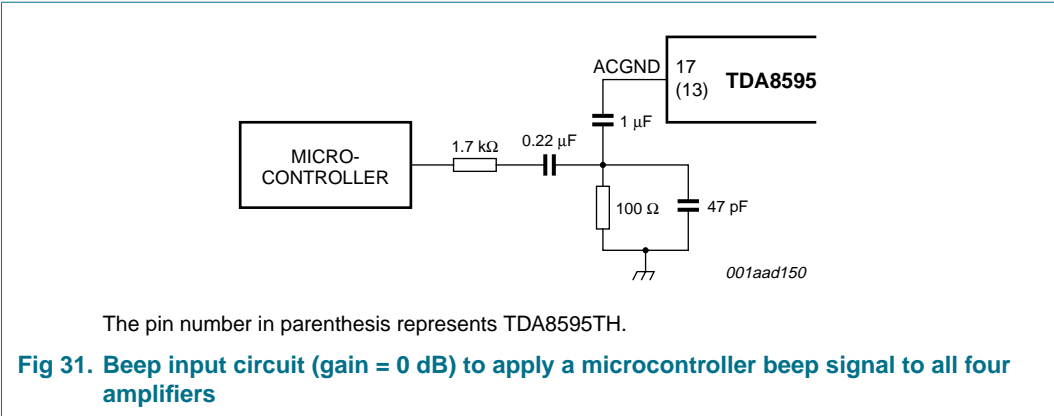 ACGND
17
(13)
TDA8595
1 μF
0.22 μF
1.7 kΩ
MICRO-
CONTROLLER
100 Ω
47 pF
001aad150
The pin number in parenthesis represents TDA8595TH.
Fig 31. Beep input circuit (gain = 0 dB) to apply a microcontroller beep signal to all four
amplifiers